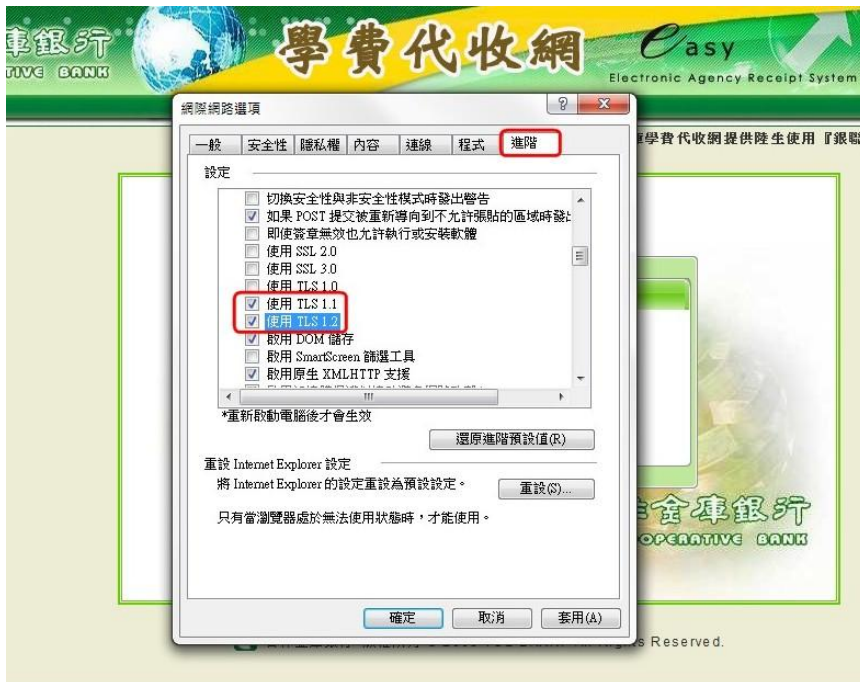 庫銀行
TIVE BANK
學費代收網
easy
Electronic Agency Receipt System
網際網路選項
學費代收網提供陸生使用『銀聯
一般 安全性 隱私權 內容 連線 程式 進階
設定
切換安全性與非安全性模式時發出警告
如果 POST 提交被重新導向到不允許張貼的區域時發
即使簽章無效也允許執行或安裝軟體
使用 SSL 2.0
使用 SSL 3.0
使用 TLS 1.0
使用 TLS 1.1
使用 TLS 1.2
啟用 DOM 儲存
啟用 SmartScreen 篩選工具
啟用原生 XMLHTTP 支援
*重新啟動電腦後才會生效
還原進階預設值(R)
重設 Internet Explorer 設定
將 Internet Explorer 的設定重設為預設設定。
重設(S)...
只有當瀏覽器處於無法使用狀態時，才能使用。
金庫銀行
OPERATIVE BANK
確定 取消 套用(A)
s Reserved.